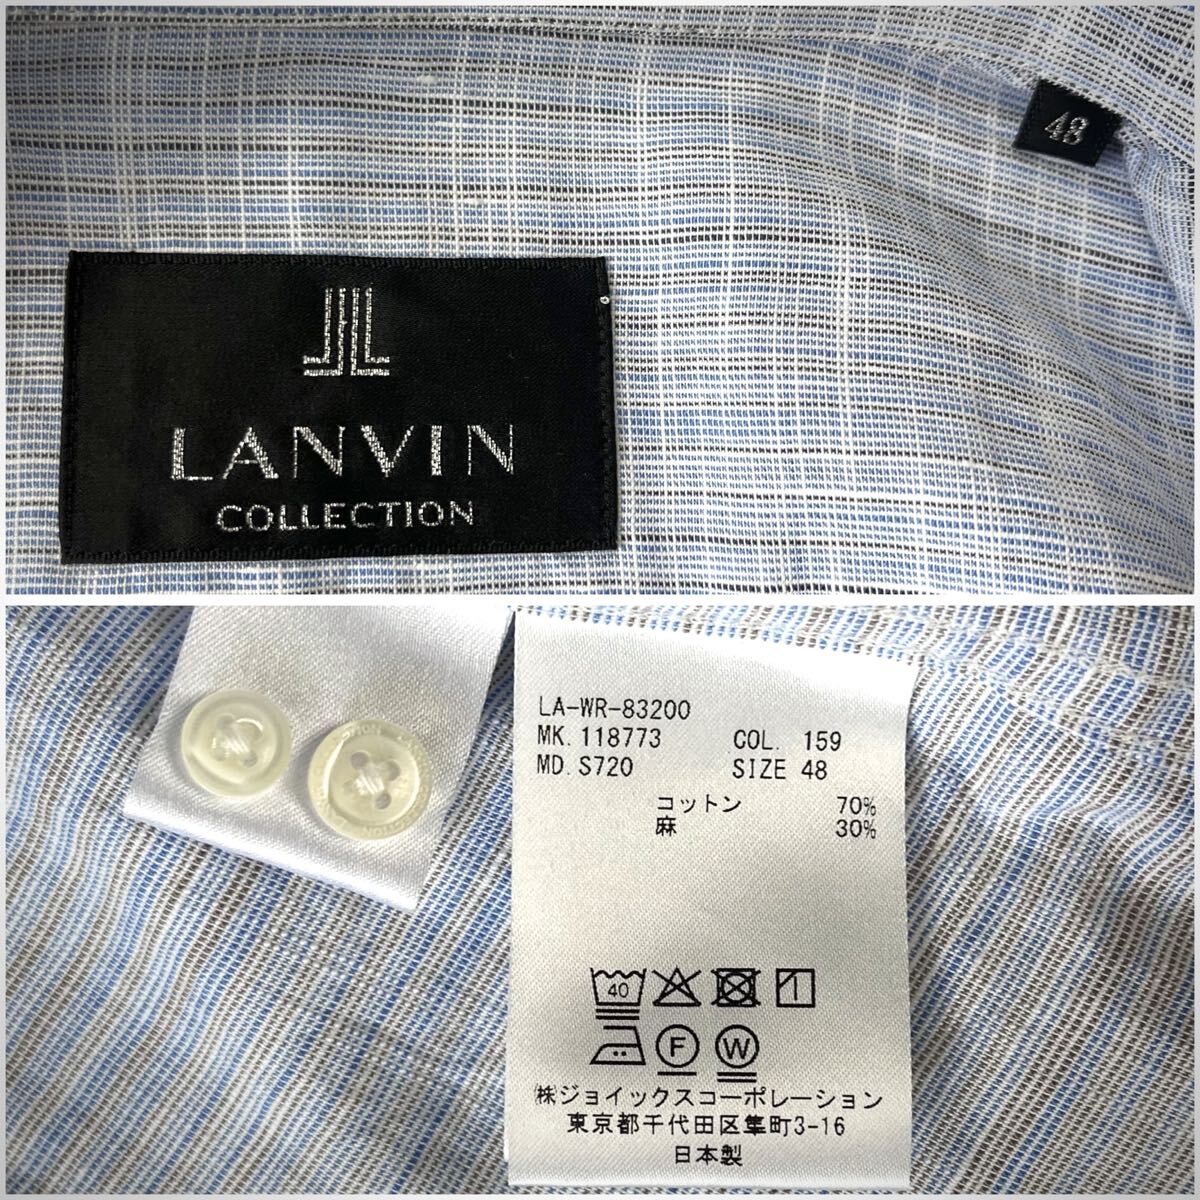 48
LANVIN
COLLECTION
LA-WR-83200
MK. 118773 COL. 159
MD. S720 SIZE 48
コットン 70%
麻 30%
40
F W
㈱ジョイックスコーポレーション
東京都千代田区隼町3-16
日本製